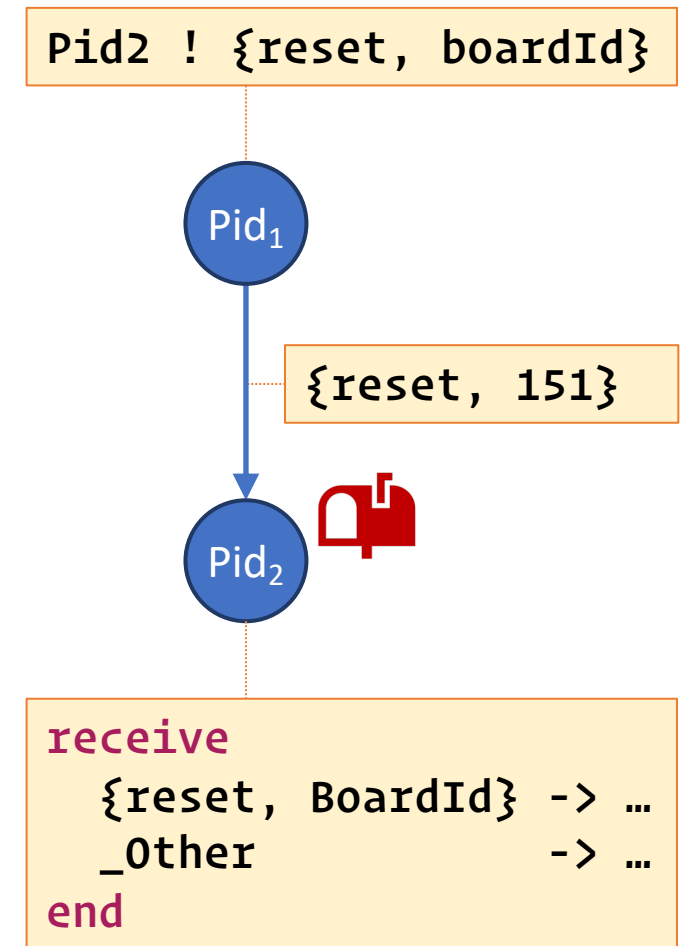 Pid2 ! {reset, boardId}
Pid₁
{reset, 151}
Pid₂
receive
{reset, BoardId} -> …
_Other -> …
end